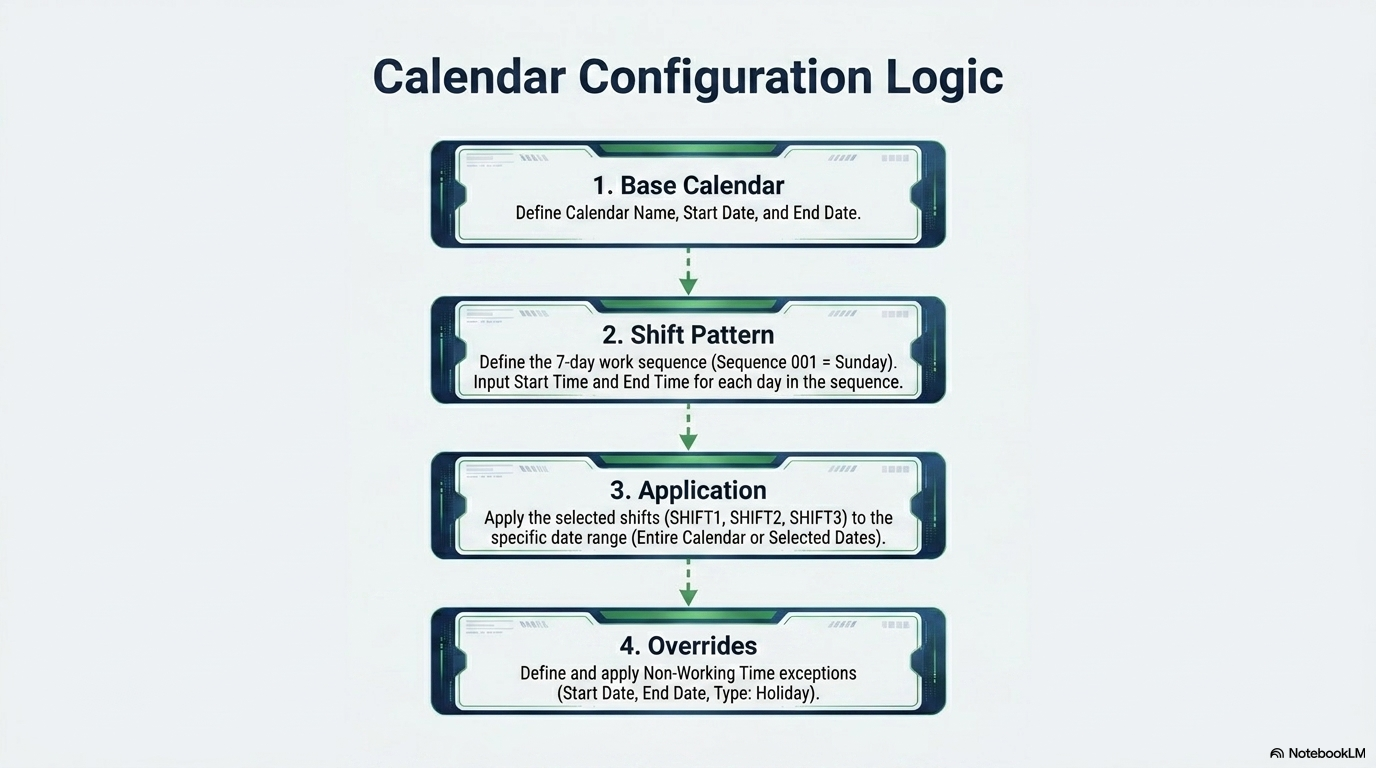 Calendar Configuration Logic
1. Base Calendar
Define Calendar Name, Start Date, and End Date.
2. Shift Pattern
Define the 7-day work sequence (Sequence 001 = Sunday).
Input Start Time and End Time for each day in the sequence.
3. Application
Apply the selected shifts (SHIFT1, SHIFT2, SHIFT3) to the
specific date range (Entire Calendar or Selected Dates).
4. Overrides
Define and apply Non-Working Time exceptions
(Start Date, End Date, Type: Holiday).
NotebookLM